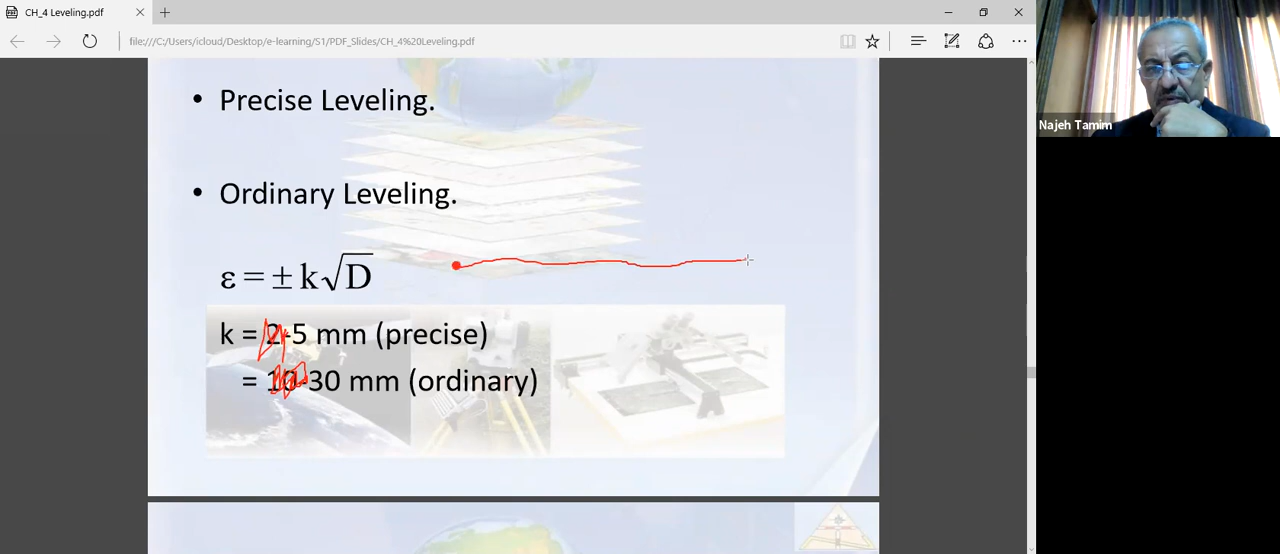 CH_4 Leveling.pdf
file:///C:/Users/icloud/Desktop/e-learning/S1/PDF_Slides/CH_4%20Leveling.pdf
Najeh Tamim
• Precise Leveling.
• Ordinary Leveling.
ε = ± k√D
k = 2-5 mm (precise)
= 10-30 mm (ordinary)